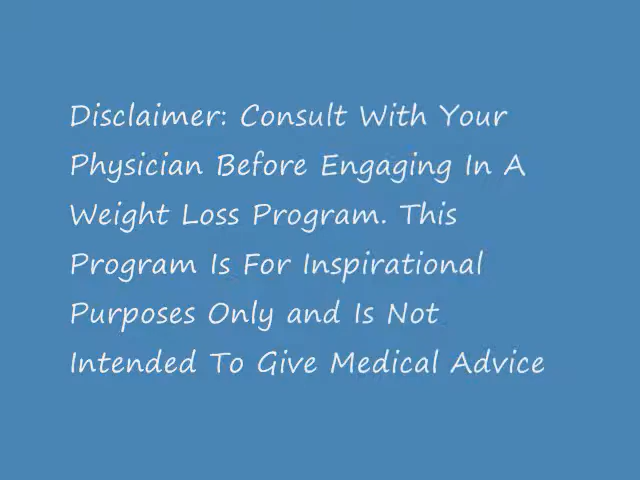 Disclaimer: Consult With Your
Physician Before Engaging In A
Weight Loss Program. This
Program Is For Inspirational
Purposes Only and Is Not
Intended To Give Medical Advice